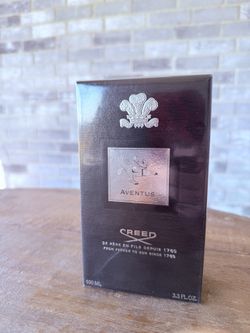 AVENTUS
CREED
DE PÈRE EN FILS DEPUIS 1760
FROM FATHER TO SON SINCE 1760
100 ML
3.3 FL.OZ.